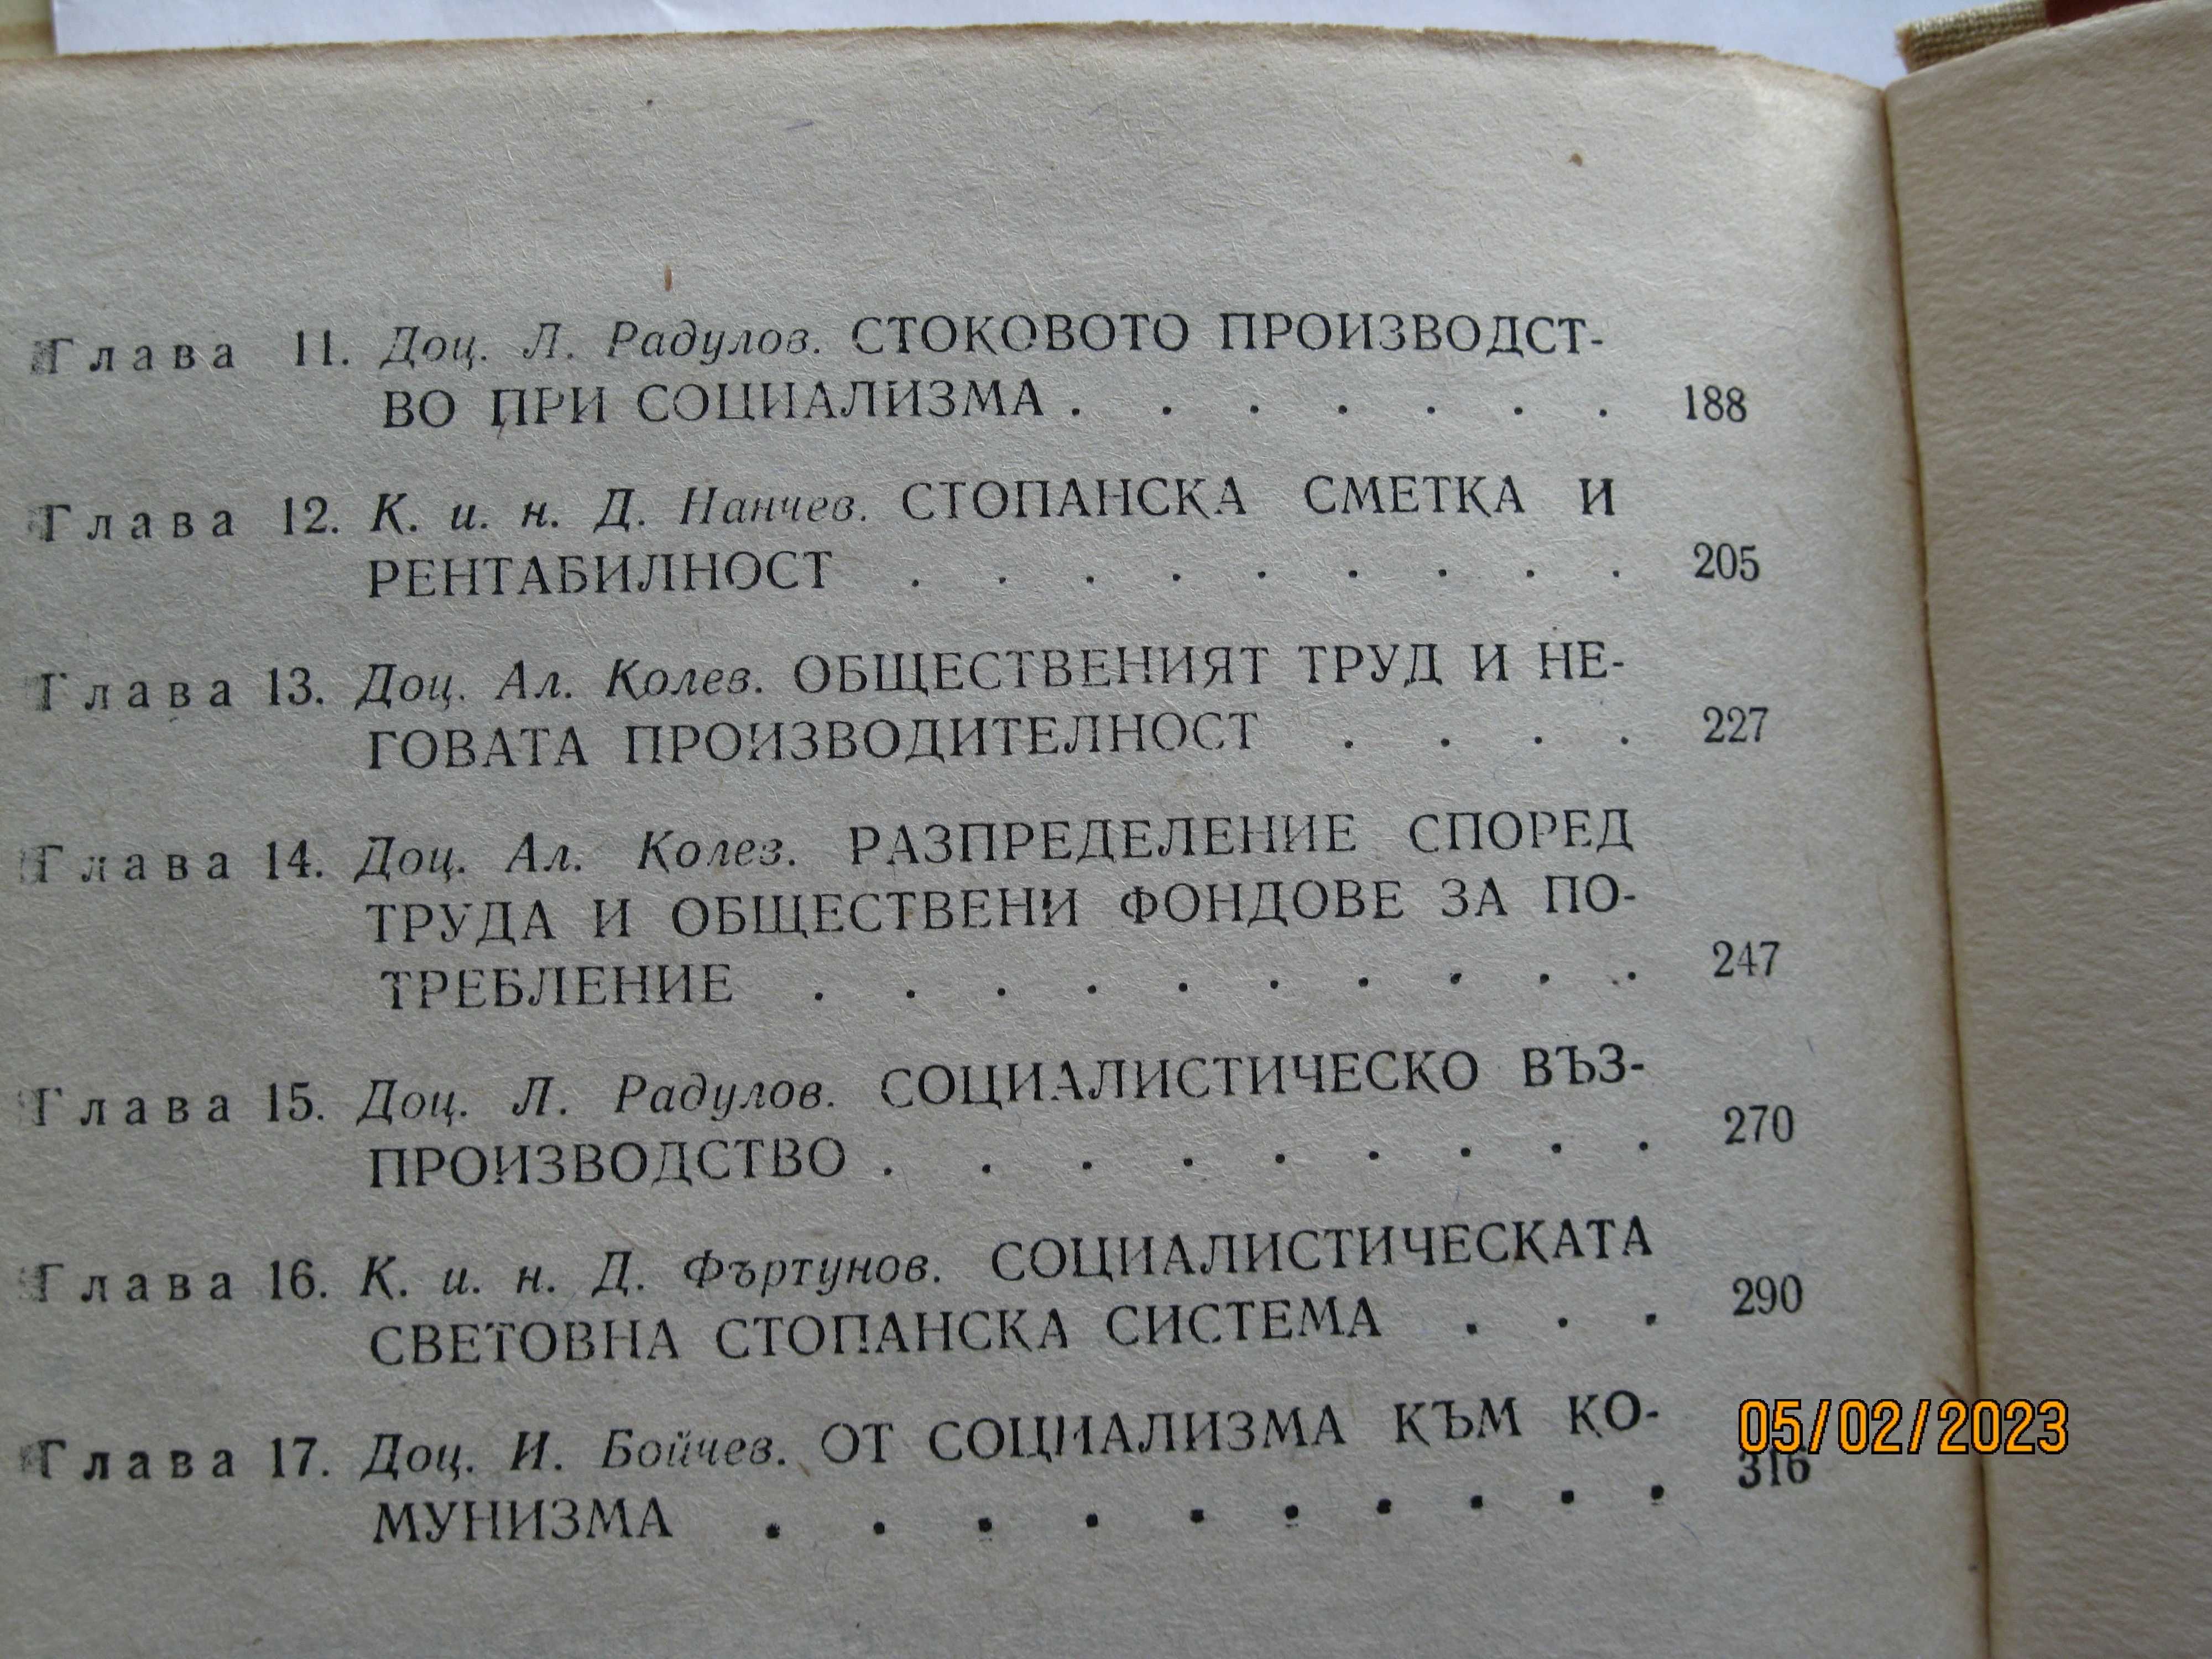 Глава 11. Доц. Л. Радулов. СТОКОВОТО ПРОИЗВОДСТ-
ВО ПРИ СОЦИАЛИЗМА . . . . . . . 188
Глава 12. К. и. н. Д. Нанчев. СТОПАНСКА СМЕТКА И
РЕНТАБИЛНОСТ . . . . . . . . . 205
Глава 13. Доц. Ал. Колев. ОБЩЕСТВЕНИЯТ ТРУД И НЕ-
ГОВАТА ПРОИЗВОДИТЕЛНОСТ . . . . 227
Глава 14. Доц. Ал. Колев. РАЗПРЕДЕЛЕНИЕ СПОРЕД
ТРУДА И ОБЩЕСТВЕНИ ФОНДОВЕ ЗА ПО-
ТРЕБЛЕНИЕ . . . . . . . . . . 247
Глава 15. Доц. Л. Радулов. СОЦИАЛИСТИЧЕСКО ВЪЗ-
ПРОИЗВОДСТВО . . . . . . . . . 270
Глава 16. К. и. н. Д. Фъртунов. СОЦИАЛИСТИЧЕСКАТА
СВЕТОВНА СТОПАНСКА СИСТЕМА . . . 290
Глава 17. Доц. И. Бойчев. ОТ СОЦИАЛИЗМА КЪМ КО-
МУНИЗМА . . . . . . . . . 316
05/02/2023